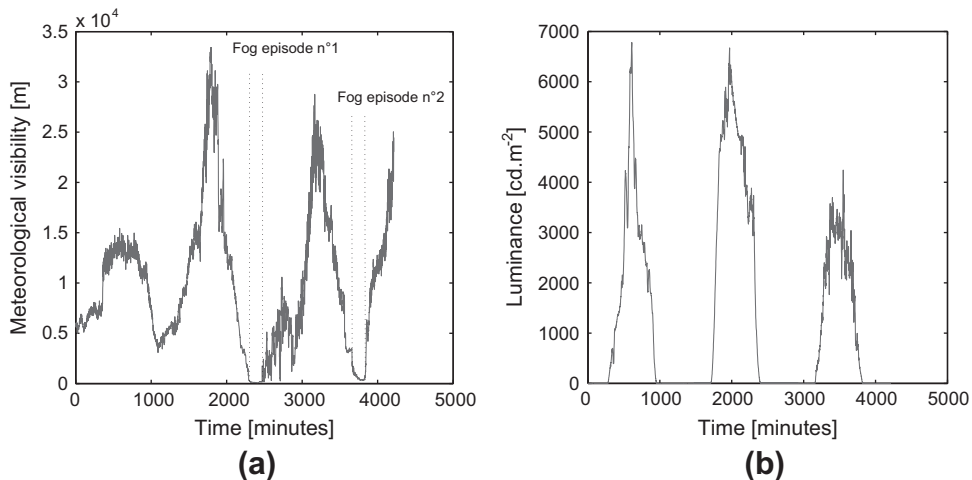 x 10⁴
3.5
3
2.5
2
1.5
1
0.5
0
0 1000 2000 3000 4000 5000
Meteorological visibility [m]
Time [minutes]
Fog episode n°1
Fog episode n°2
(a)
7000
6000
5000
4000
3000
2000
1000
0
0 1000 2000 3000 4000 5000
Luminance [cd.m⁻²]
Time [minutes]
(b)